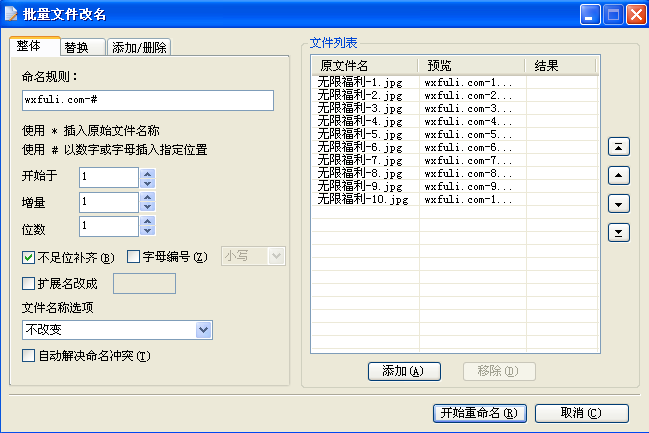 批量文件改名
整体 替换 添加/删除
命名规则：
wxfuli.com-#
使用 * 插入原始文件名称
使用 # 以数字或字母插入指定位置
开始于 1
增量 1
位数 1
不足位补齐(B) 字母编号(Z) 小写
扩展名改成
文件名称选项
不改变
自动解决命名冲突(T)
文件列表
原文件名 预览 结果
无限福利-1.jpg wxfuli.com-1...
无限福利-2.jpg wxfuli.com-2...
无限福利-3.jpg wxfuli.com-3...
无限福利-4.jpg wxfuli.com-4...
无限福利-5.jpg wxfuli.com-5...
无限福利-6.jpg wxfuli.com-6...
无限福利-7.jpg wxfuli.com-7...
无限福利-8.jpg wxfuli.com-8...
无限福利-9.jpg wxfuli.com-9...
无限福利-10.jpg wxfuli.com-1...
添加(A) 移除(D)
开始重命名(R) 取消(C)